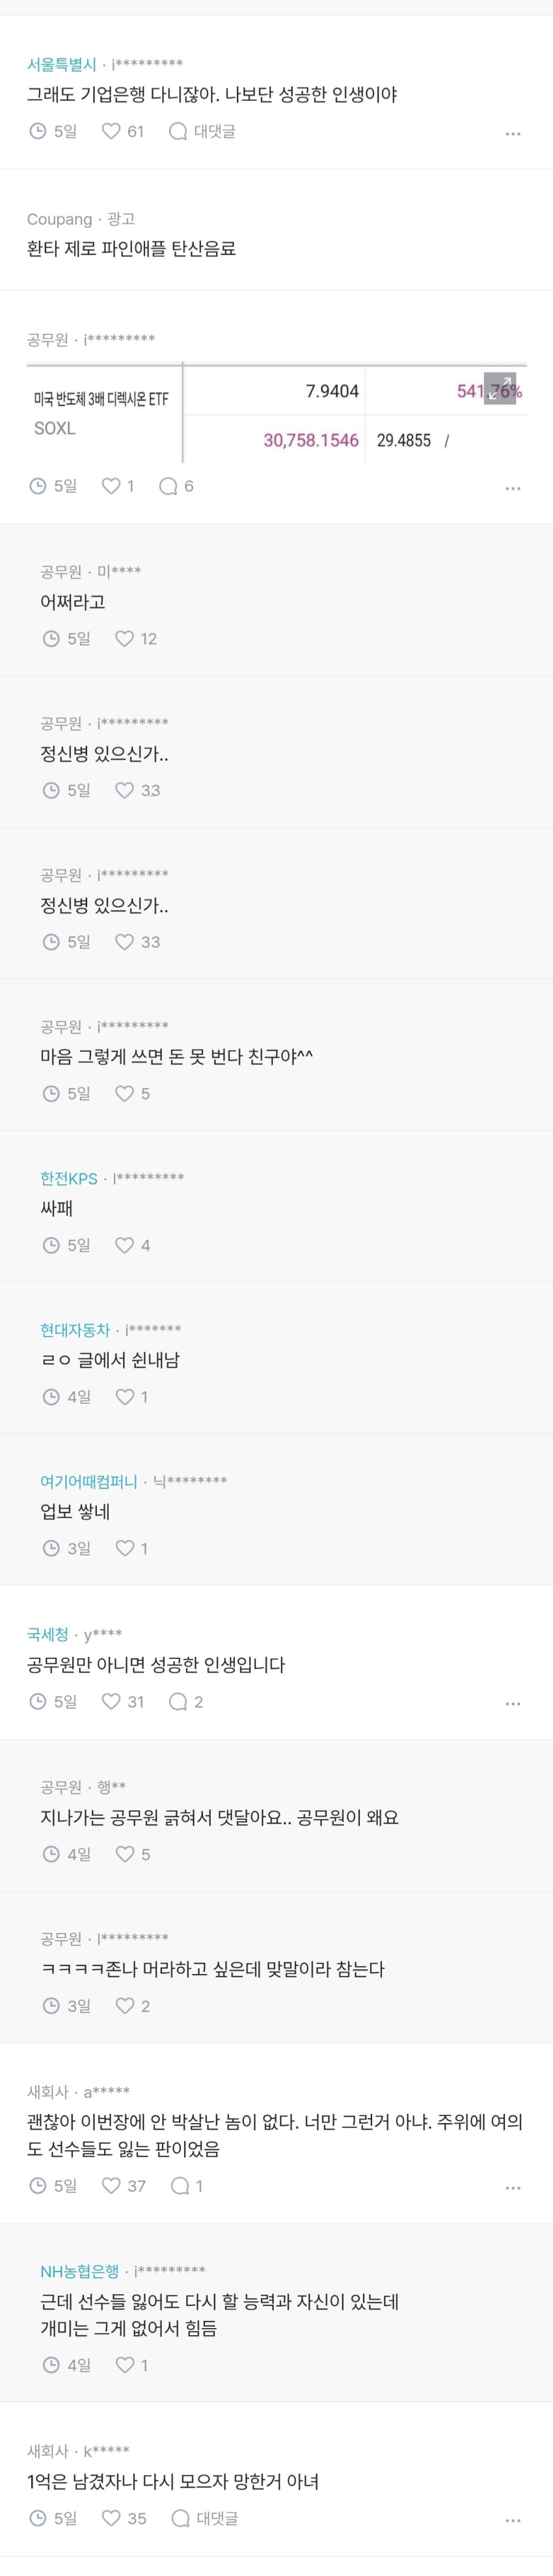 서울특별시 · i*********
그래도 기업은행 다니잖아. 나보단 성공한 인생이야
5일 61 대댓글
Coupang · 광고
환타 제로 파인애플 탄산음료
공무원 · i*********
미국 반도체 3배 디렉시온 ETF 7.9404 541.76%
SOXL 30,758.1546 29.4855 /
5일 1 6
공무원 · 미****
어쩌라고
5일 12
공무원 · i*********
정신병 있으신가..
5일 33
공무원 · i*********
정신병 있으신가..
5일 33
공무원 · i*********
마음 그렇게 쓰면 돈 못 번다 친구야^^
5일 5
한전KPS · l*********
싸패
5일 4
현대자동차 · i*******
ㄹㅇ 글에서 쉰내남
4일 1
여기어때컴퍼니 · 닉********
업보 쌓네
3일 1
국세청 · y****
공무원만 아니면 성공한 인생입니다
5일 31 2
공무원 · 행**
지나가는 공무원 긁혀서 댓달아요.. 공무원이 왜요
4일 5
공무원 · l*********
ㅋㅋㅋㅋ존나 머라하고 싶은데 맞말이라 참는다
3일 2
새회사 · a*****
괜찮아 이번장에 안 박살난 놈이 없다. 너만 그런거 아냐. 주위에 여의
도 선수들도 잃는 판이었음
5일 37 1
NH농협은행 · i*********
근데 선수들 잃어도 다시 할 능력과 자신이 있는데
개미는 그게 없어서 힘듬
4일 1
새회사 · k*****
1억은 남겼자나 다시 모으자 망한거 아녀
5일 35 대댓글